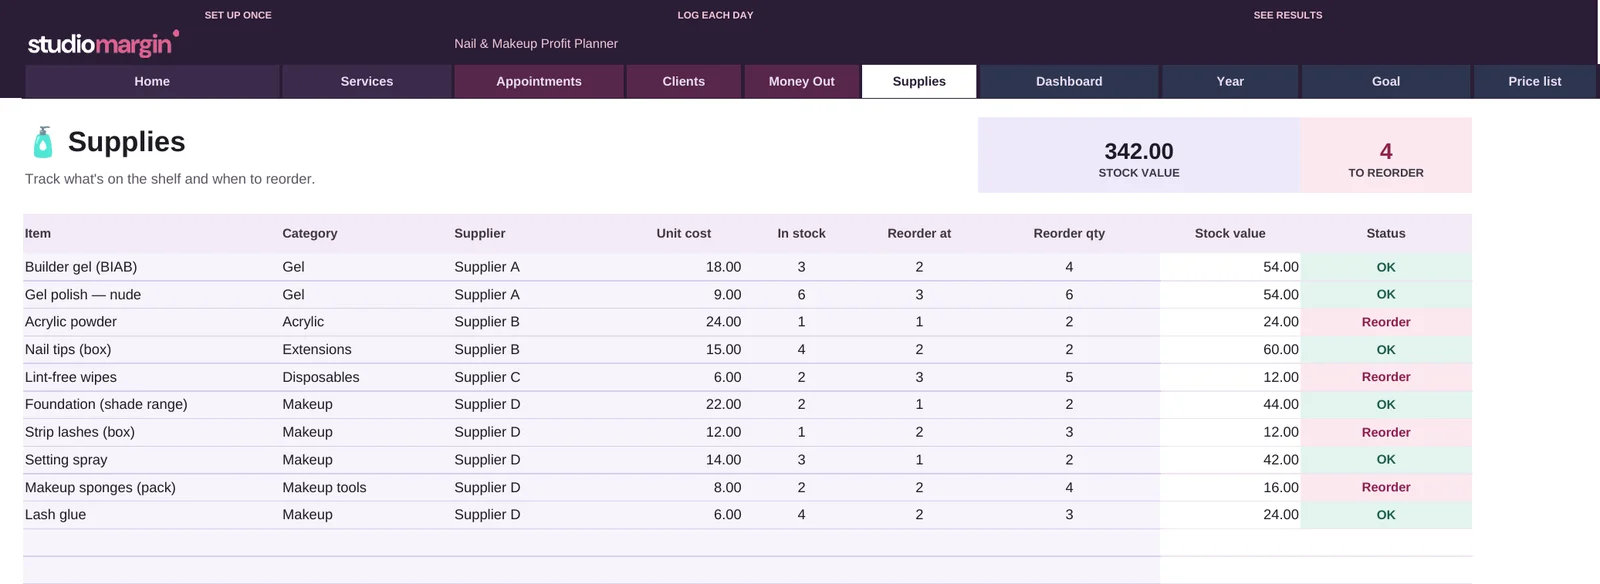 SET UP ONCE LOG EACH DAY SEE RESULTS
studiomargin Nail & Makeup Profit Planner
Home Services Appointments Clients Money Out Supplies Dashboard Year Goal Price list
Supplies
Track what's on the shelf and when to reorder.
342.00
STOCK VALUE
4
TO REORDER
Item Category Supplier Unit cost In stock Reorder at Reorder qty Stock value Status
Builder gel (BIAB) Gel Supplier A 18.00 3 2 4 54.00 OK
Gel polish — nude Gel Supplier A 9.00 6 3 6 54.00 OK
Acrylic powder Acrylic Supplier B 24.00 1 1 2 24.00 Reorder
Nail tips (box) Extensions Supplier B 15.00 4 2 2 60.00 OK
Lint-free wipes Disposables Supplier C 6.00 2 3 5 12.00 Reorder
Foundation (shade range) Makeup Supplier D 22.00 2 1 2 44.00 OK
Strip lashes (box) Makeup Supplier D 12.00 1 2 3 12.00 Reorder
Setting spray Makeup Supplier D 14.00 3 1 2 42.00 OK
Makeup sponges (pack) Makeup tools Supplier D 8.00 2 2 4 16.00 Reorder
Lash glue Makeup Supplier D 6.00 4 2 3 24.00 OK